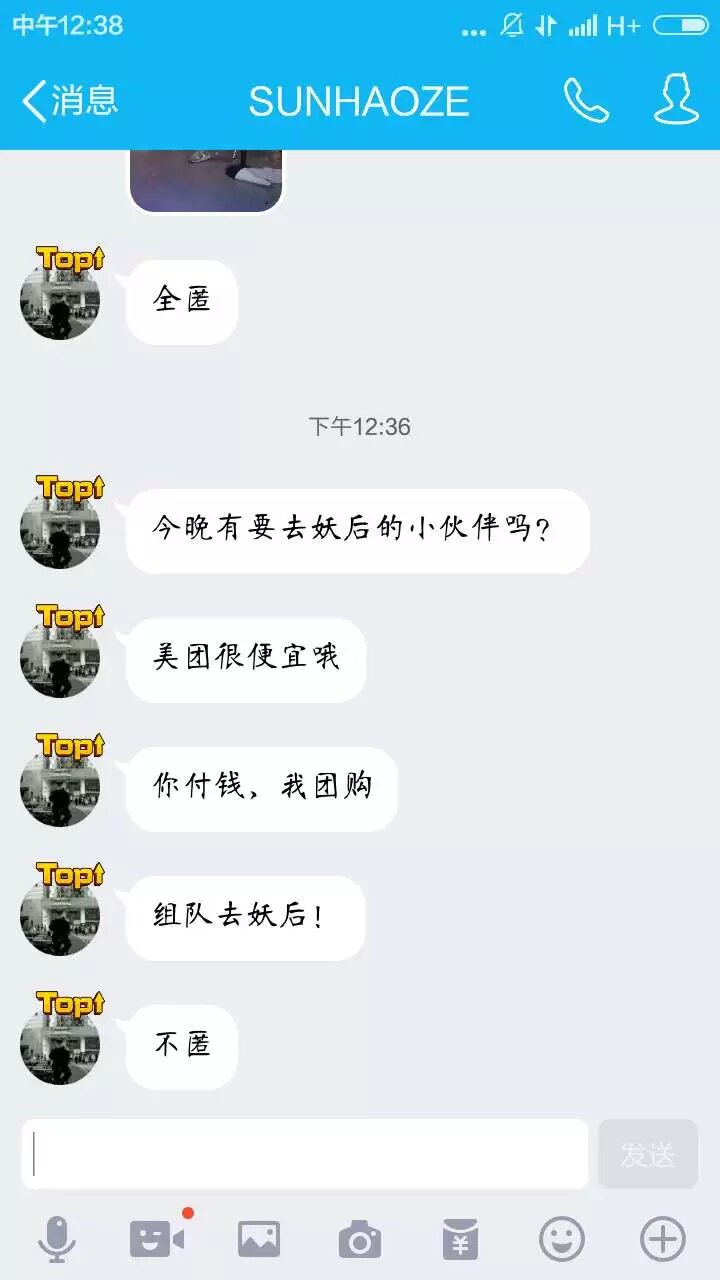 中午12:38
H+
消息
SUNHAOZE
Top
全匿
下午12:36
Top
今晚有要去妖后的小伙伴吗?
Top
美团很便宜哦
Top
你付钱，我团购
Top
组队去妖后!
Top
不匿
发送